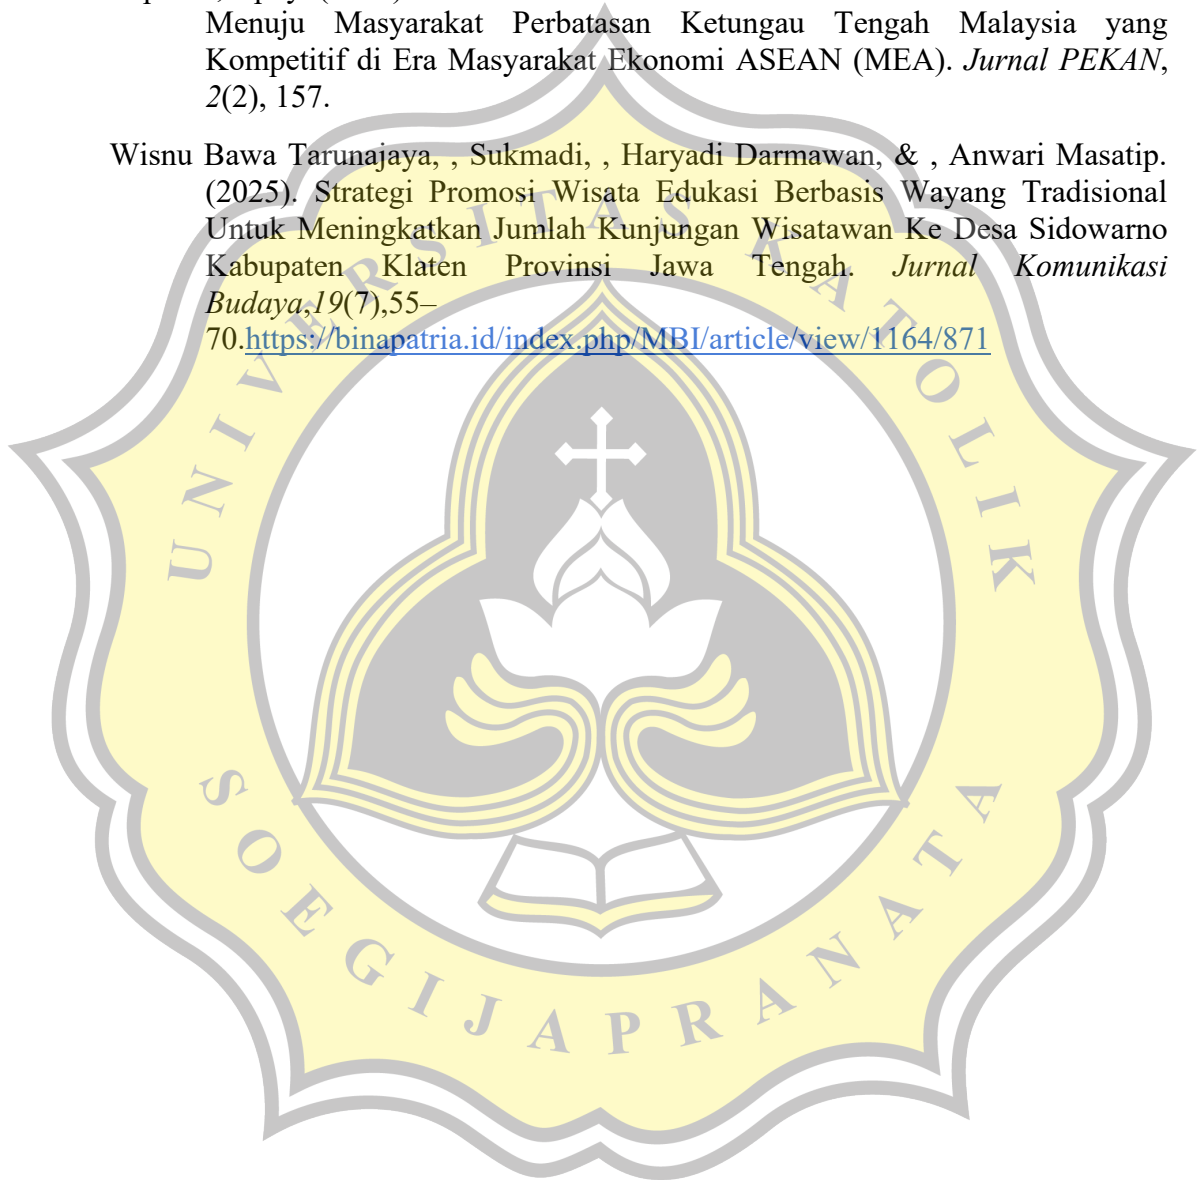 Menuju Masyarakat Perbatasan Ketungau Tengah Malaysia yang
Kompetitif di Era Masyarakat Ekonomi ASEAN (MEA). Jurnal PEKAN,
2(2), 157.
Wisnu Bawa Tarunajaya, , Sukmadi, , Haryadi Darmawan, & , Anwari Masatip.
(2025). Strategi Promosi Wisata Edukasi Berbasis Wayang Tradisional
Untuk Meningkatkan Jumlah Kunjungan Wisatawan Ke Desa Sidowarno
Kabupaten Klaten Provinsi Jawa Tengah. Jurnal Komunikasi
Budaya,19(7),55–
70.https://binapatria.id/index.php/MBI/article/view/1164/871
UNIVERSITAS KATOLIK
SOEGIJAPRANATA